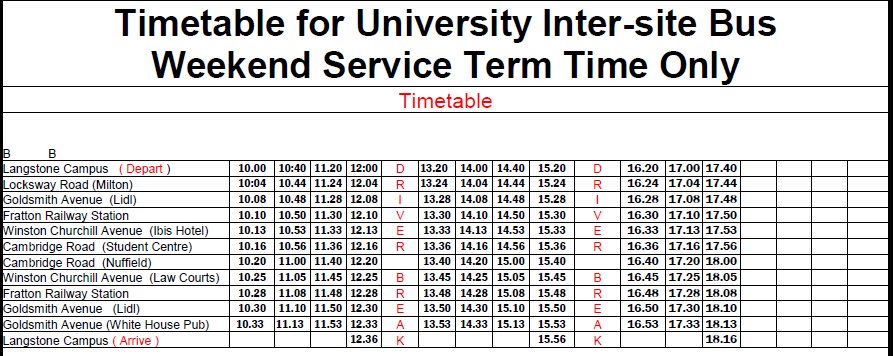 Timetable for University Inter-site Bus
Weekend Service Term Time Only
Timetable
B B
Langstone Campus ( Depart ) 10.00 10:40 11.20 12:00 D 13.20 14.00 14.40 15.20 D 16.20 17.00 17.40
Locksway Road (Milton) 10:04 10.44 11.24 12.04 R 13.24 14.04 14.44 15.24 R 16.24 17.04 17.44
Goldsmith Avenue (Lidl) 10.08 10.48 11.28 12.08 I 13.28 14.08 14.48 15.28 I 16.28 17.08 17.48
Fratton Railway Station 10.10 10.50 11.30 12.10 V 13.30 14.10 14.50 15.30 V 16.30 17.10 17.50
Winston Churchill Avenue (Ibis Hotel) 10.13 10.53 11.33 12.13 E 13.33 14.13 14.53 15.33 E 16.33 17.13 17.53
Cambridge Road (Student Centre) 10.16 10.56 11.36 12.16 R 13.36 14.16 14.56 15.36 R 16.36 17.16 17.56
Cambridge Road (Nuffield) 10.20 11.00 11.40 12.20 13.40 14.20 15.00 15.40 16.40 17.20 18.00
Winston Churchill Avenue (Law Courts) 10.25 11.05 11.45 12.25 B 13.45 14.25 15.05 15.45 B 16.45 17.25 18.05
Fratton Railway Station 10.28 11.08 11.48 12.28 R 13.48 14.28 15.08 15.48 R 16.48 17.28 18.08
Goldsmith Avenue (Lidl) 10.30 11.10 11.50 12.30 E 13.50 14.30 15.10 15.50 E 16.50 17.30 18.10
Goldsmith Avenue (White House Pub) 10.33 11.13 11.53 12.33 A 13.53 14.33 15.13 15.53 A 16.53 17.33 18.13
Langstone Campus ( Arrive ) 12.36 K 15.56 K 18.16